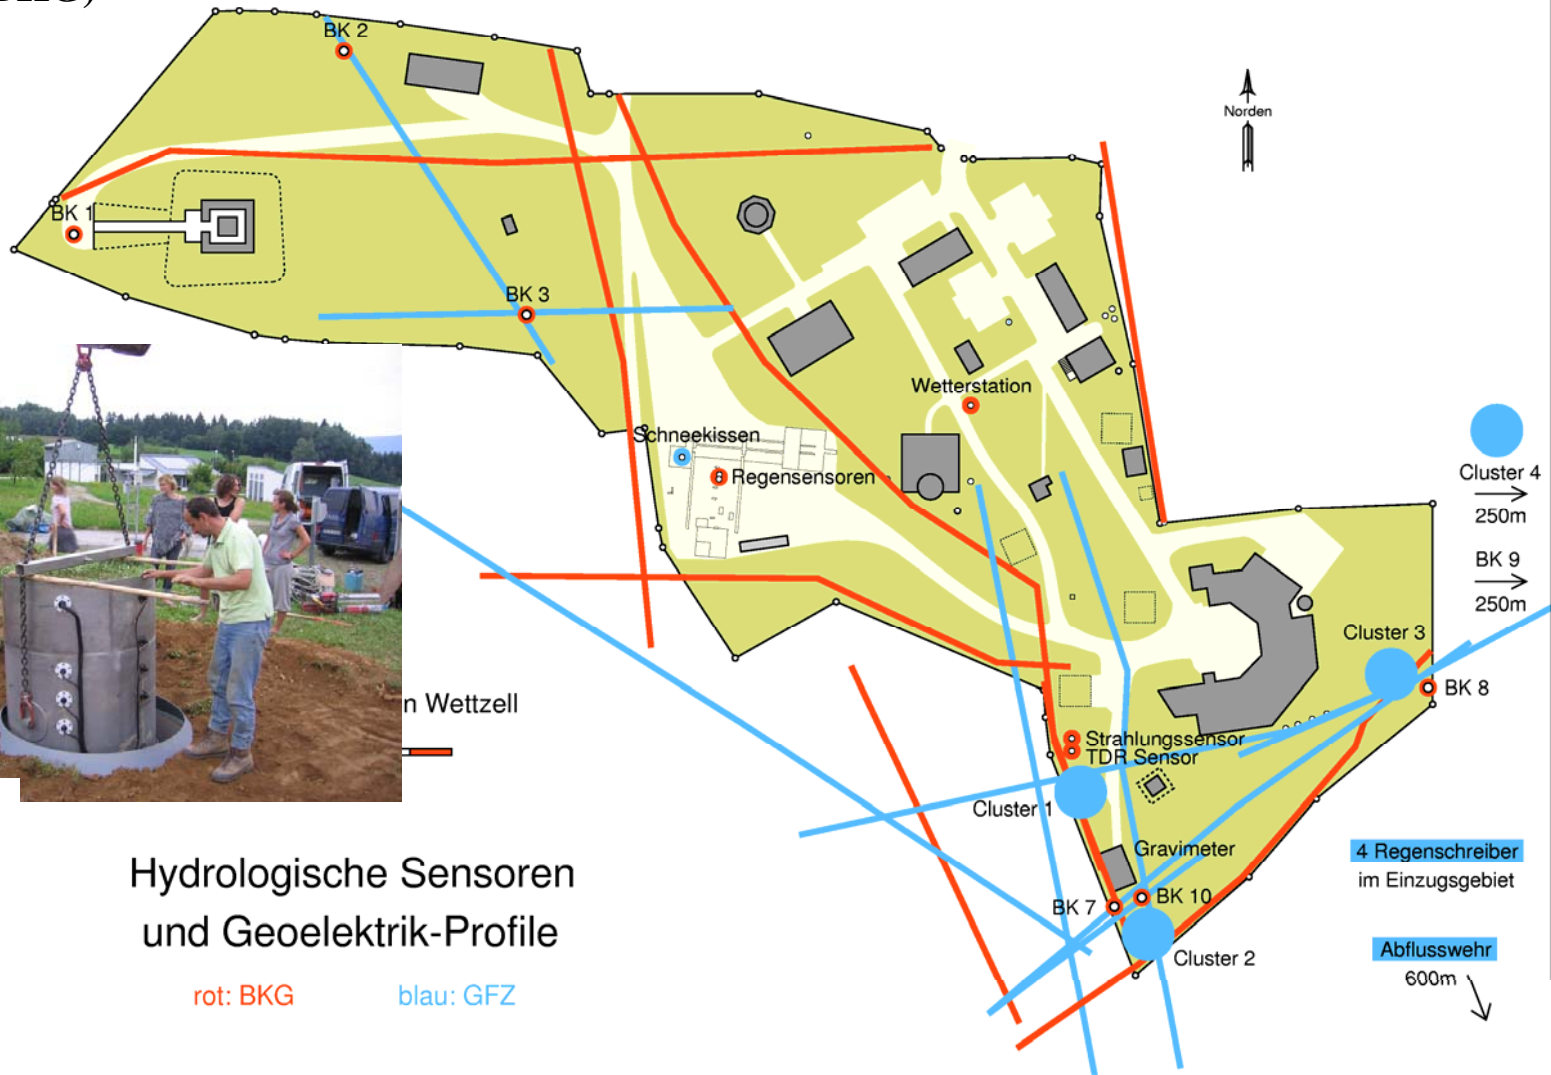 BK 2
Norden
BK 1
BK 3
Wetterstation
Schneekissen
Regensensoren
Cluster 4
250m
BK 9
250m
Cluster 3
BK 8
n Wettzell
Strahlungssensor
TDR Sensor
Cluster 1
Gravimeter
4 Regenschreiber
im Einzugsgebiet
BK 7
BK 10
Cluster 2
Abflusswehr
600m
Hydrologische Sensoren
und Geoelektrik-Profile
rot: BKG
blau: GFZ